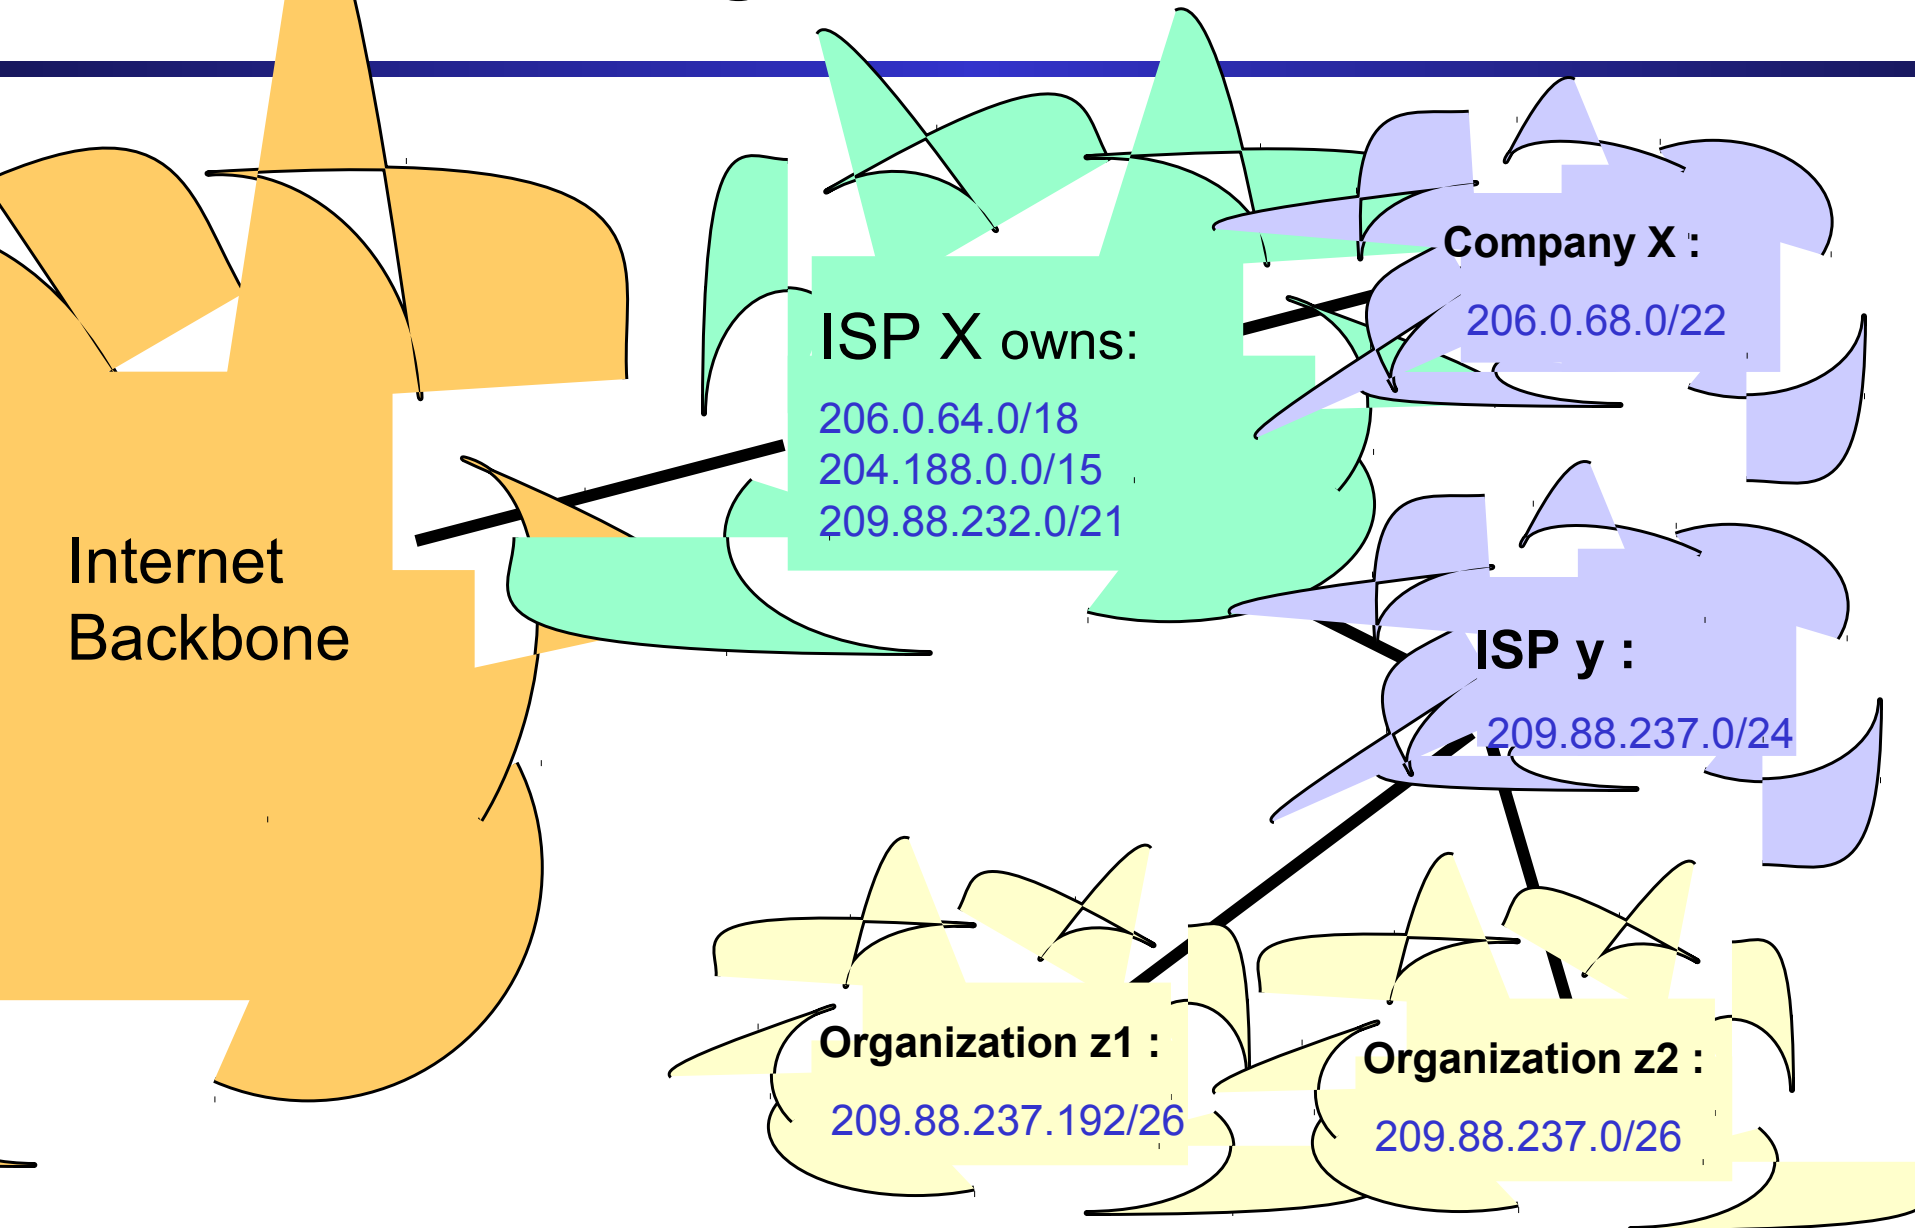 Internet
Backbone
ISP X owns:
206.0.64.0/18
204.188.0.0/15
209.88.232.0/21
Company X :
206.0.68.0/22
ISP y :
209.88.237.0/24
Organization z1 :
209.88.237.192/26
Organization z2 :
209.88.237.0/26